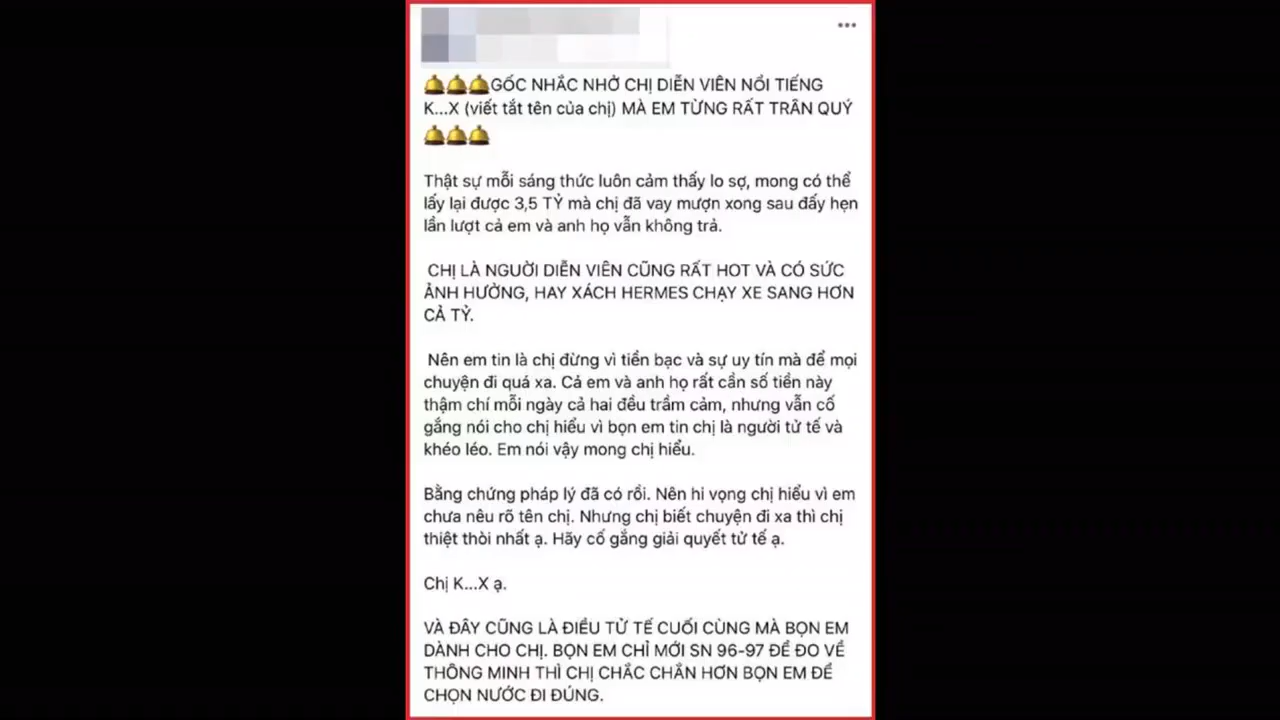 GỐC NHẮC NHỞ CHỊ DIỄN VIÊN NỔI TIẾNG
K...X (viết tắt tên của chị) MÀ EM TỪNG RẤT TRÂN QUÝ
Thật sự mỗi sáng thức luôn cảm thấy lo sợ, mong có thể
lấy lại được 3,5 TỶ mà chị đã vay mượn xong sau đấy hẹn
lần lượt cả em và anh họ vẫn không trả.
CHỊ LÀ NGUỜI DIỄN VIÊN CŨNG RẤT HOT VÀ CÓ SỨC
ẢNH HƯỜNG, HAY XÁCH HERMES CHẠY XE SANG HƠN
CẢ TỶ.
Nên em tin là chị đừng vì tiền bạc và sự uy tín mà để mọi
chuyện đi quá xa. Cả em và anh họ rất cần số tiền này
thậm chí mỗi ngày cả hai đều trầm cảm, nhưng vẫn cố
gắng nói cho chị hiểu vì bọn em tin chị là người tử tế và
khéo léo. Em nói vậy mong chị hiểu.
Bằng chứng pháp lý đã có rồi. Nên hi vọng chị hiểu vì em
chưa nêu rõ tên chị. Nhưng chị biết chuyện đi xa thì chị
thiệt thòi nhất ạ. Hãy cố gắng giải quyết tử tế ạ.
Chị K...X ạ.
VÀ ĐÂY CŨNG LÀ ĐIỀU TỬ TẾ CUỐI CÙNG MÀ BỌN EM
DÀNH CHO CHỊ. BỌN EM CHỈ MỚI SN 96-97 ĐỂ ĐO VỀ
THÔNG MINH THÌ CHỊ CHẮC CHẮN HƠN BỌN EM ĐỂ
CHỌN NƯỚC ĐI ĐÚNG.